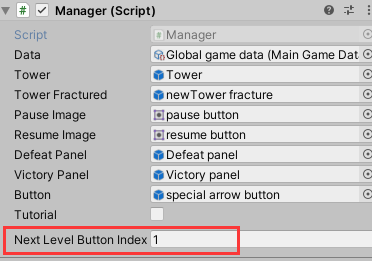 Manager (Script)
Script Manager
Data Global game data (Main Game Dat
Tower Tower
Tower Fractured newTower fracture
Pause Image pause button
Resume Image resume button
Defeat Panel Defeat panel
Victory Panel Victory panel
Button special arrow button
Tutorial
Next Level Button Index 1